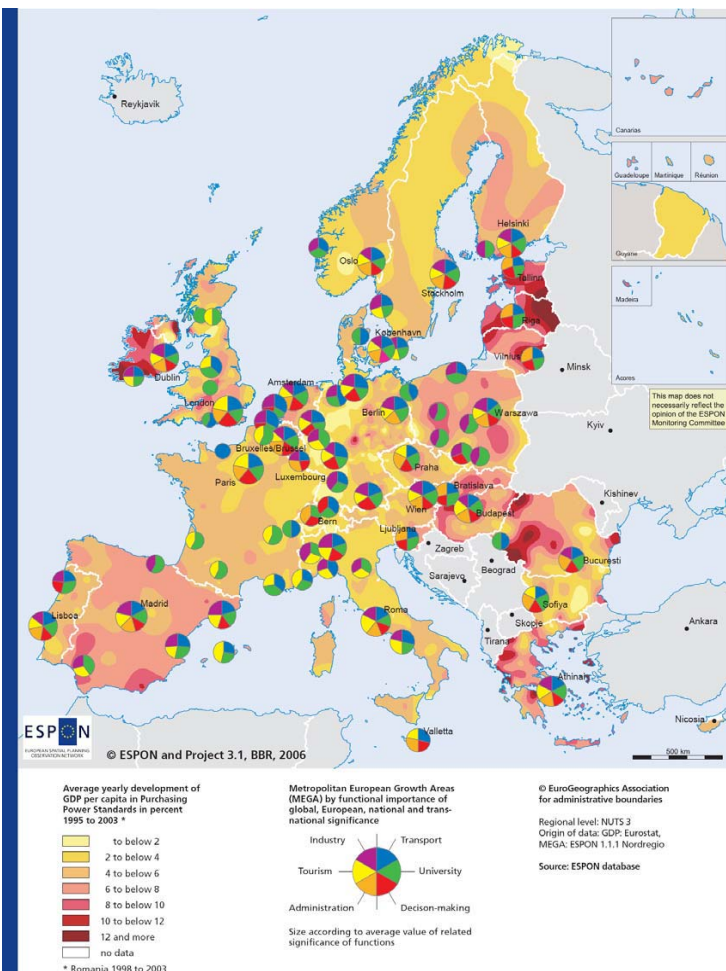 Reykjavik
Canarias
Guadeloupe
Martinique
Réunion
Guyane
Madeira
Acores
This map does not
necessarily reflect the
opinion of the ESPON
Monitoring Committee
Helsinki
Oslo
Tallinn
Stockholm
Riga
København
Vilnius
Minsk
Dublin
Amsterdam
Berlin
Warszawa
London
Kyiv
Bruxelles/Brussel
Praha
Luxembourg
Paris
Bratislava
Kishinev
Wien
Budapest
Bern
Ljubljana
Zagreb
Beograd
Bucuresti
Sarajevo
Madrid
Lisboa
Roma
Sofiya
Skopie
Ankara
Tirana
Athinai
Nicosia
Valletta
ESPON
EUROPEAN SPATIAL PLANNING
OBSERVATION NETWORK
© ESPON and Project 3.1, BBR, 2006
500 km
Average yearly development of
GDP per capita in Purchasing
Power Standards in percent
1995 to 2003 *
to below 2
2 to below 4
4 to below 6
6 to below 8
8 to below 10
10 to below 12
12 and more
no data
* Romania 1998 to 2003
Metropolitan European Growth Areas
(MEGA) by functional importance of
global, European, national and trans-
national significance
Industry
Transport
Tourism
University
Administration
Decison-making
Size according to average value of related
significance of functions
© EuroGeographics Association
for administrative boundaries
Regional level: NUTS 3
Origin of data: GDP: Eurostat,
MEGA: ESPON 1.1.1 Nordregio
Source: ESPON database